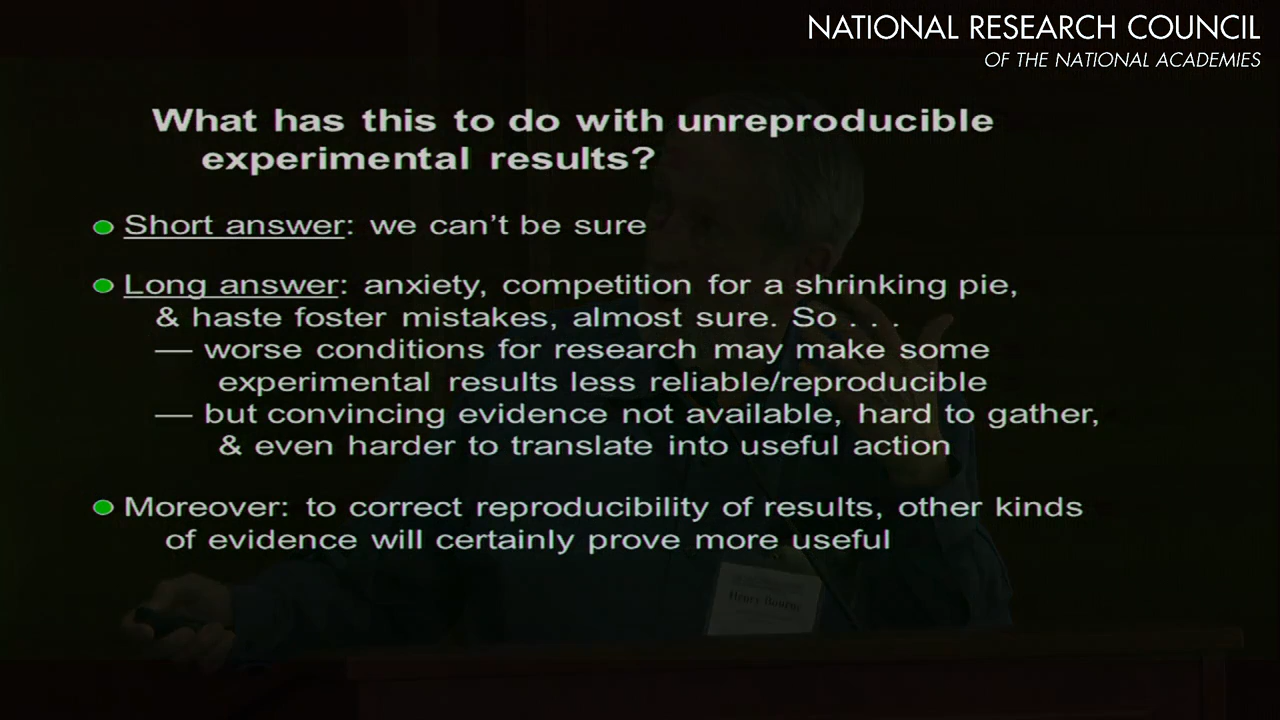 NATIONAL RESEARCH COUNCIL
OF THE NATIONAL ACADEMIES
What has this to do with unreproducible
experimental results?
Short answer: we can't be sure
Long answer: anxiety, competition for a shrinking pie,
& haste foster mistakes, almost sure. So . . .
— worse conditions for research may make some
experimental results less reliable/reproducible
— but convincing evidence not available, hard to gather,
& even harder to translate into useful action
Moreover: to correct reproducibility of results, other kinds
of evidence will certainly prove more useful
Henry Bourne